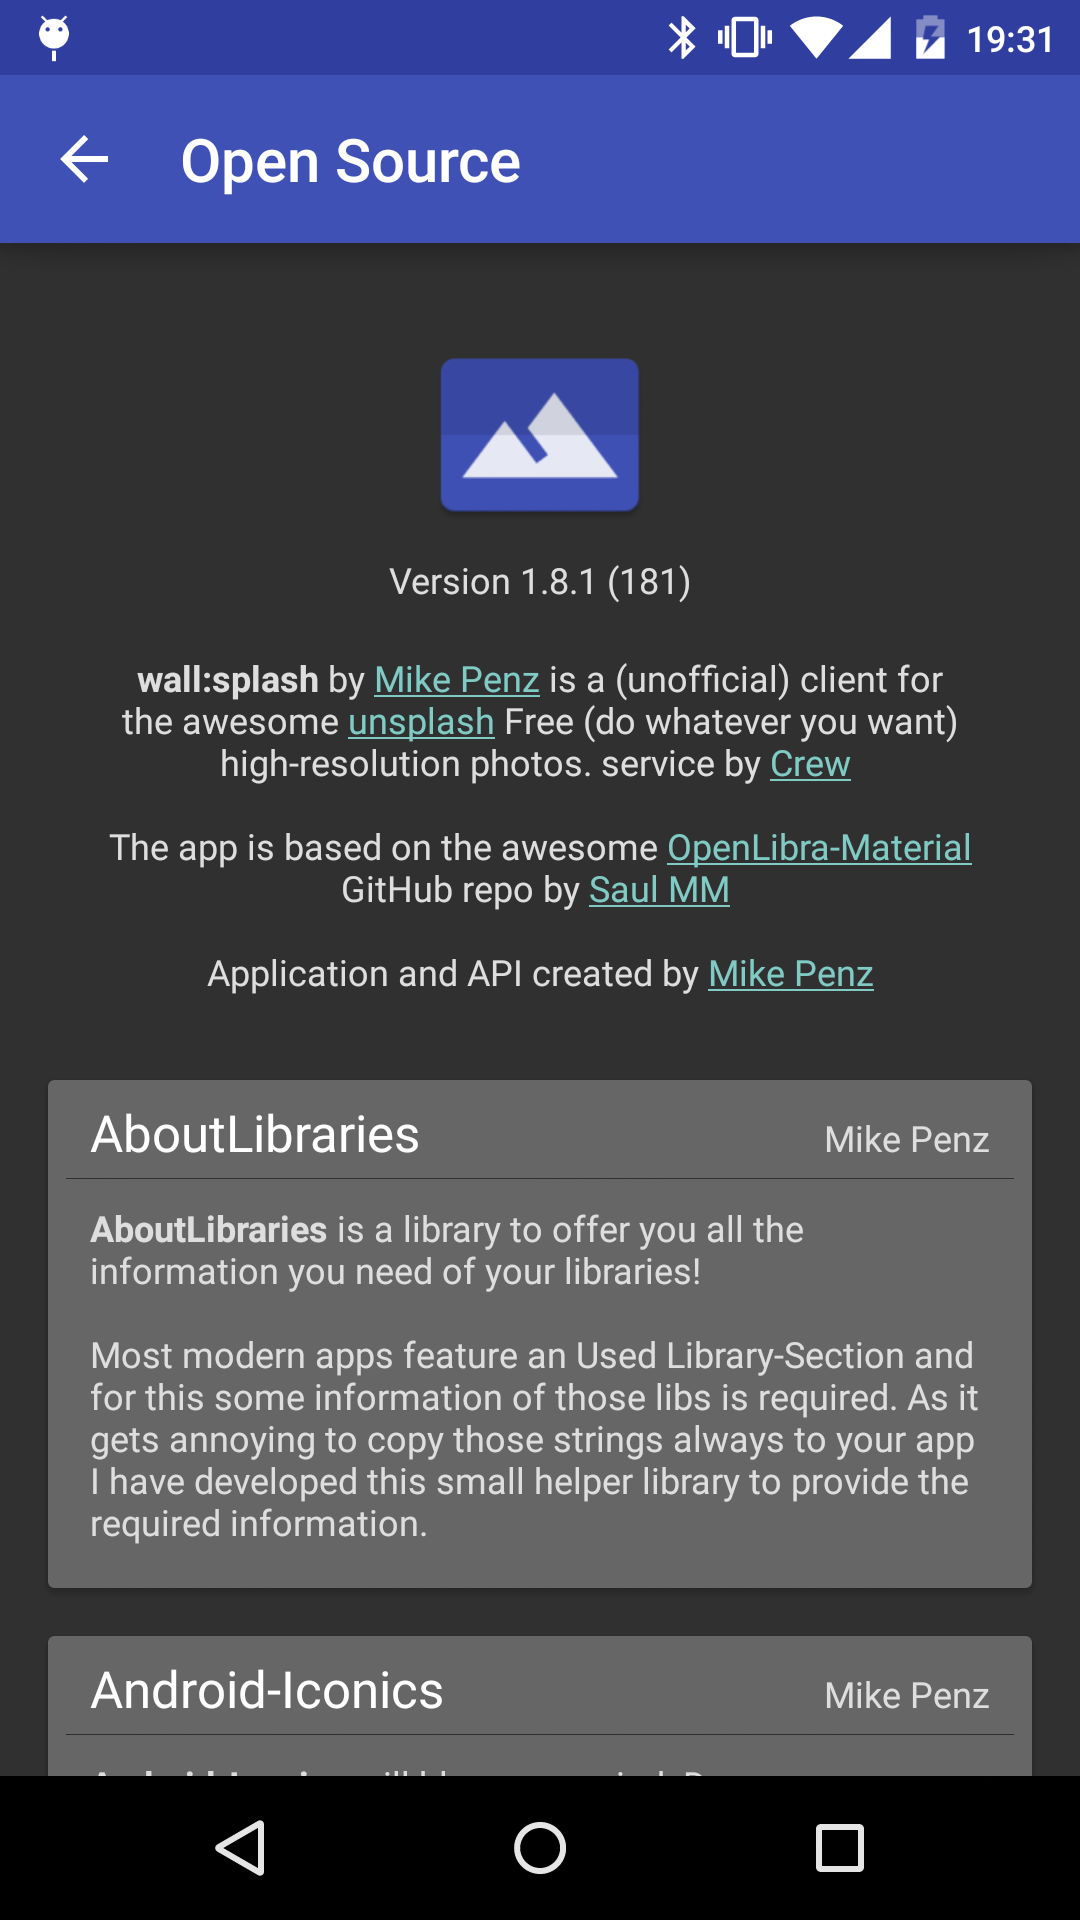 19:31
Open Source
Version 1.8.1 (181)
wall:splash by Mike Penz is a (unofficial) client for
the awesome unsplash Free (do whatever you want)
high-resolution photos. service by Crew
The app is based on the awesome OpenLibra-Material
GitHub repo by Saul MM
Application and API created by Mike Penz
AboutLibraries Mike Penz
AboutLibraries is a library to offer you all the
information you need of your libraries!
Most modern apps feature an Used Library-Section and
for this some information of those libs is required. As it
gets annoying to copy those strings always to your app
I have developed this small helper library to provide the
required information.
Android-Iconics Mike Penz